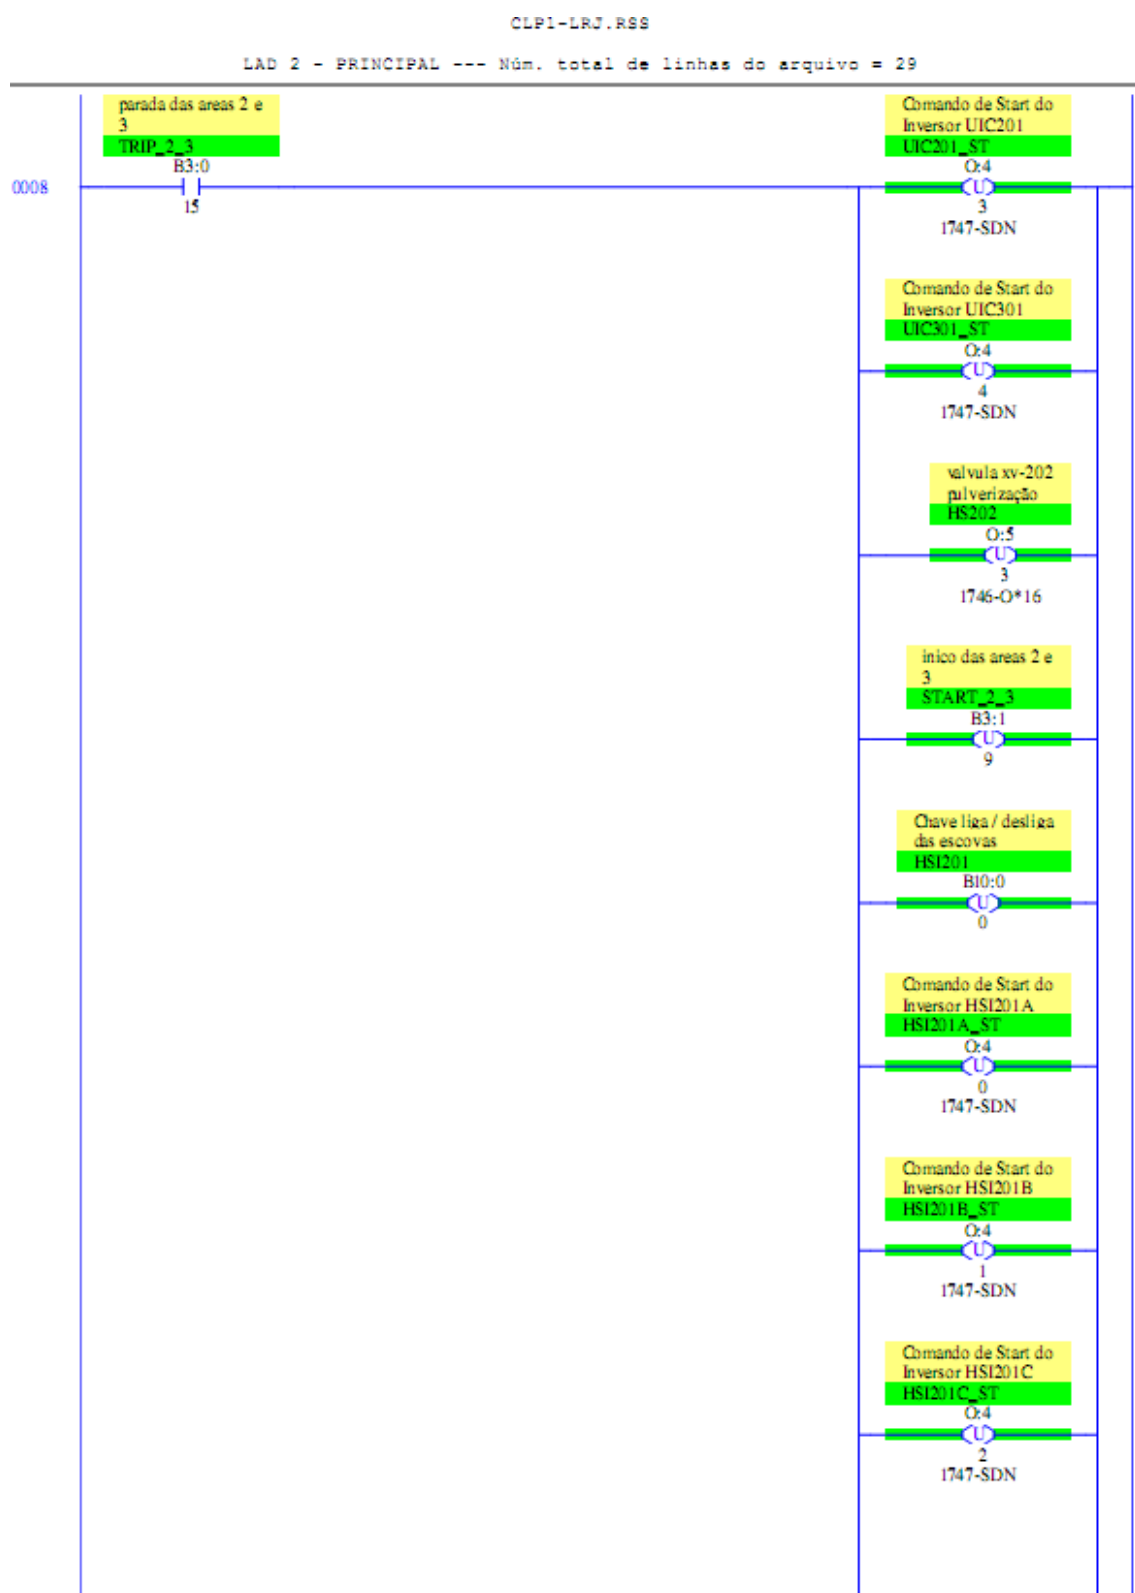 CLP1-LRJ.RSS
LAD 2 - PRINCIPAL --- Núm. total de linhas do arquivo = 29
parada das areas 2 e
3
TRIP_2_3
B3:0
15
0008
Comando de Start do
Inversor UIC201
UIC201_ST
O:4
U
3
1747-SDN
Comando de Start do
Inversor UIC301
UIC301_ST
O:4
U
4
1747-SDN
valvula xv-202
pulverização
HS202
O:5
U
3
1746-O*16
inico das areas 2 e
3
START_2_3
B3:1
U
9
Chave liga / desliga
das escovas
HSI201
B10:0
U
0
Comando de Start do
Inversor HSI201A
HSI201A_ST
O:4
U
0
1747-SDN
Comando de Start do
Inversor HSI201B
HSI201B_ST
O:4
U
1
1747-SDN
Comando de Start do
Inversor HSI201C
HSI201C_ST
O:4
U
2
1747-SDN